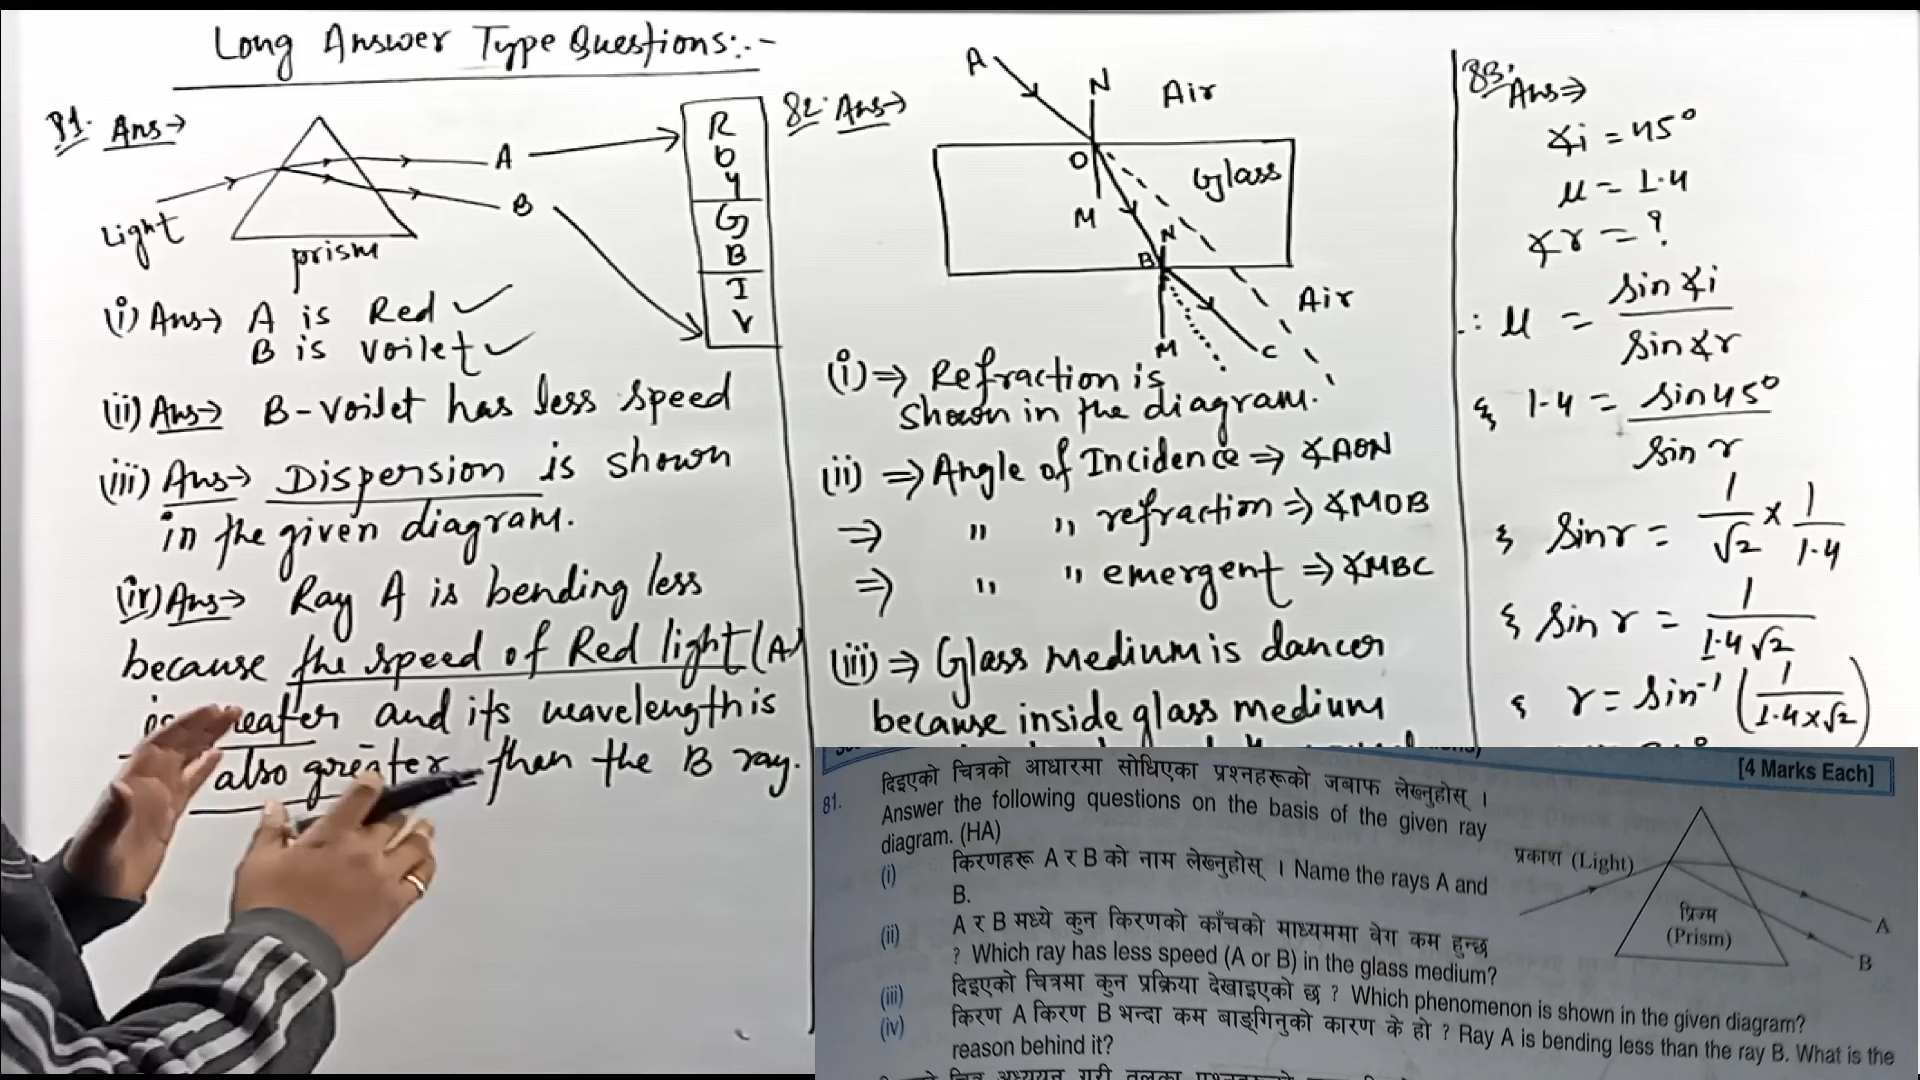 Long Answer Type Questions:-
81. Ans→
Light
prism
A
B
R
O
Y
G
B
I
V
(i) Ans→ A is Red ✓
B is voilet ✓
(ii) Ans→ B-Voilet has less speed
(iii) Ans→ Dispersion is shown
in the given diagram.
(iv) Ans→ Ray A is bending less
because the speed of Red light (A)
and its wavelength is
also greater than the B ray.
82. Ans→
A
N
Air
O
Glass
M
N
B
Air
M
C
(i) ⇒ Refraction is
shown in the diagram.
(ii) ⇒ Angle of Incidence ⇒ ∡AON
⇒ " " refraction ⇒ ∡MOB
⇒ " " emergent ⇒ ∡MBC
(iii) ⇒ Glass medium is dancer
because inside glass medium
83. Ans⇒
∡i = 45°
μ = 1.4
∡r = ?
∴ μ = sin∡i / sin∡r
1.4 = sin45° / sin r
sin r = 1/√2 × 1/1.4
sin r = 1/1.4√2
r = sin⁻¹ (1/1.4×√2)
[4 Marks Each]
81. दिइएको चित्रको आधारमा सोधिएका प्रश्नहरूको जबाफ लेख्नुहोस् ।
Answer the following questions on the basis of the given ray
diagram. (HA)
(i) किरणहरू A र B को नाम लेख्नुहोस् । Name the rays A and
B.
(ii) A र B मध्ये कुन किरणको काँचको माध्यममा वेग कम हुन्छ
? Which ray has less speed (A or B) in the glass medium?
(iii) दिइएको चित्रमा कुन प्रक्रिया देखाइएको छ ? Which phenomenon is shown in the given diagram?
(iv) किरण A किरण B भन्दा कम बाङ्गिनुको कारण के हो ? Ray A is bending less than the ray B. What is the
reason behind it?
प्रकाश (Light)
प्रिज्म
(Prism)
A
B